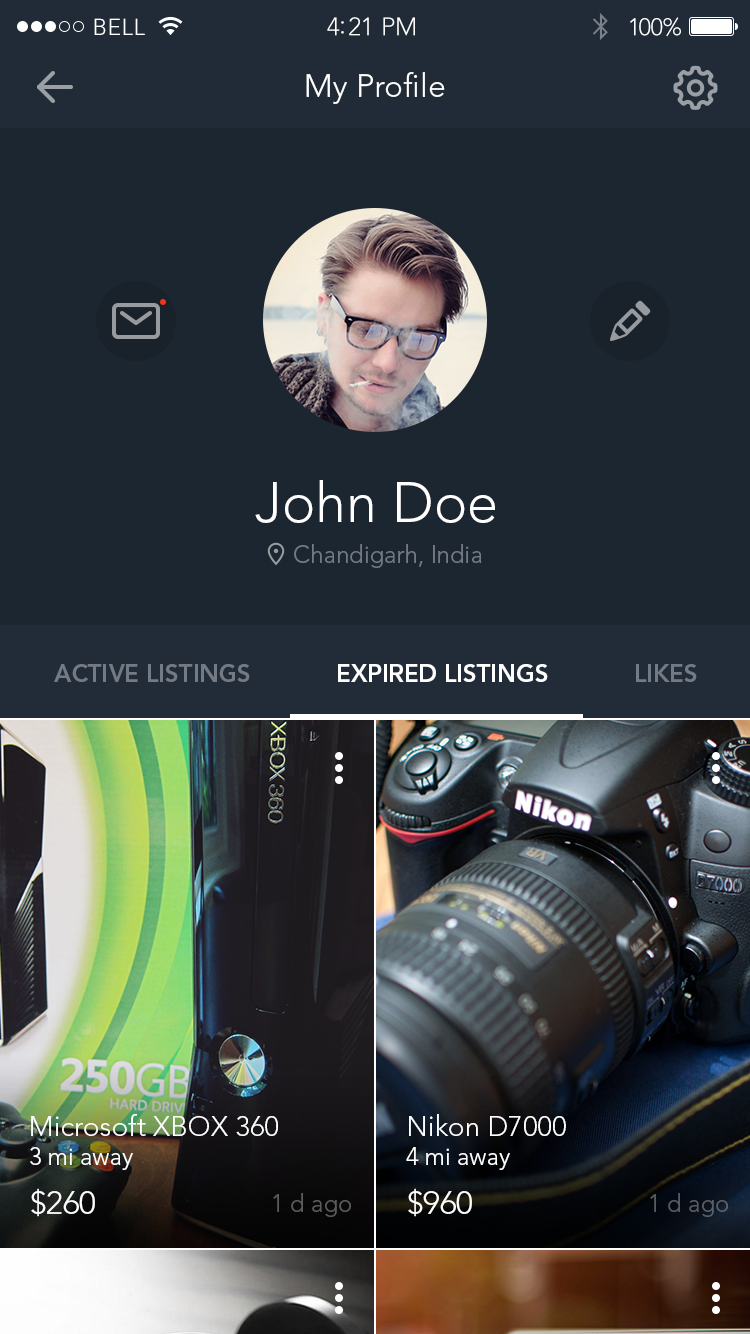 BELL 4:21 PM 100%
My Profile
John Doe
Chandigarh, India
ACTIVE LISTINGS EXPIRED LISTINGS LIKES
XBOX 360
250GB
HARD DRIV
Microsoft XBOX 360
3 mi away
$260 1 d ago
Nikon
D7000
VR
Nikon D7000
4 mi away
$960 1 d ago